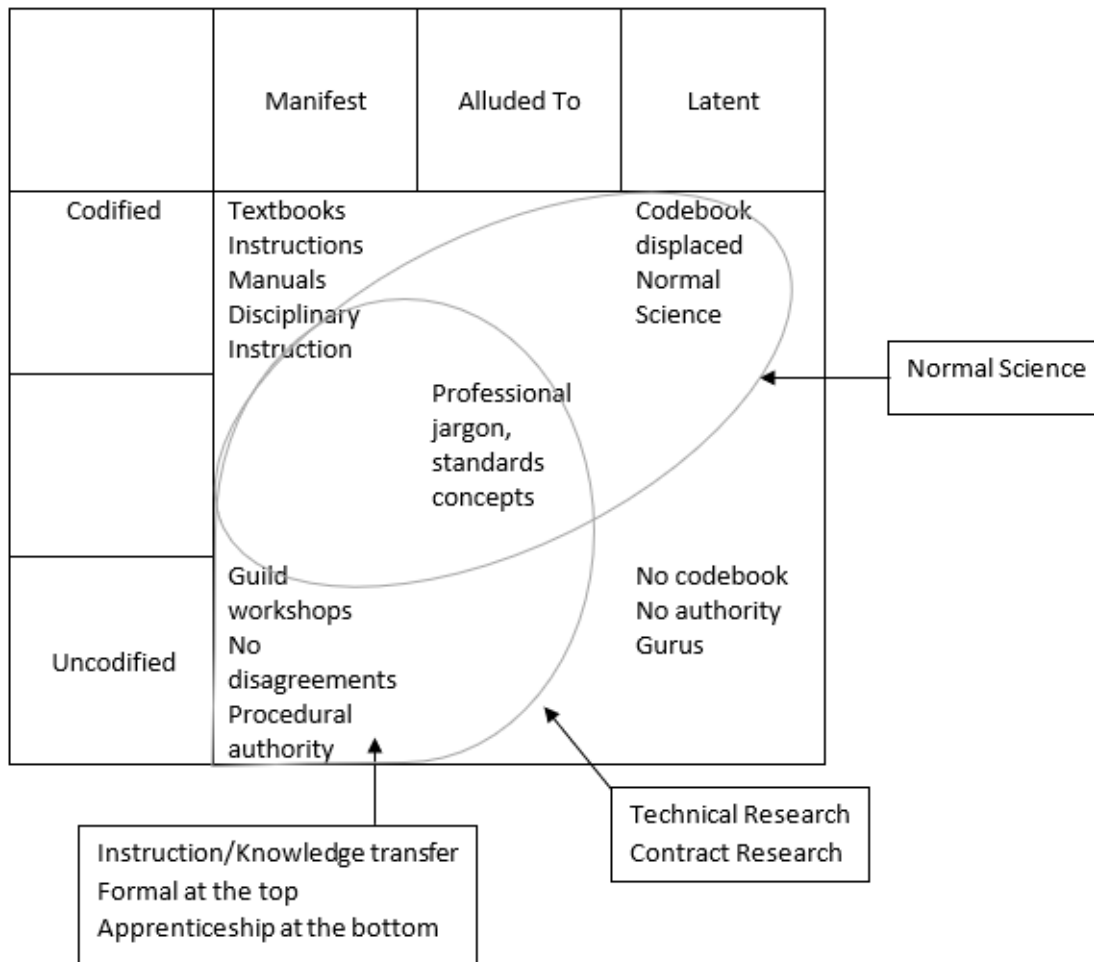 Manifest
Alluded To
Latent
Codified
Textbooks
Instructions
Manuals
Disciplinary
Instruction
Codebook
displaced
Normal
Science
Normal Science
Professional
jargon,
standards
concepts
Uncodified
Guild
workshops
No
disagreements
Procedural
authority
No codebook
No authority
Gurus
Technical Research
Contract Research
Instruction/Knowledge transfer
Formal at the top
Apprenticeship at the bottom